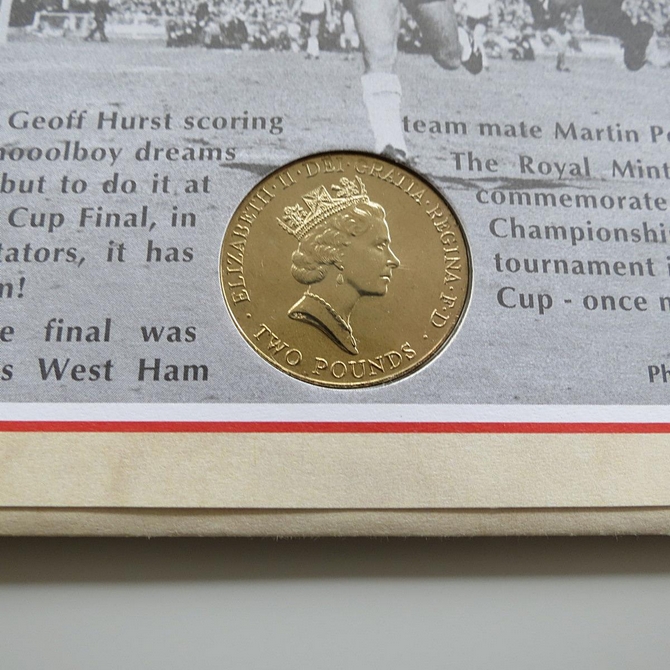 Geoff Hurst scoring
hooolboy dreams
but to do it at
Cup Final, in
tators, it has
m!
e final was
s West Ham
team mate Martin P
The Royal Mint
commemorate
Championshi
tournament i
Cup - once
Ph
· ELIZABETH · II · DEI · GRATIA · REGINA · F · D ·
TWO POUNDS